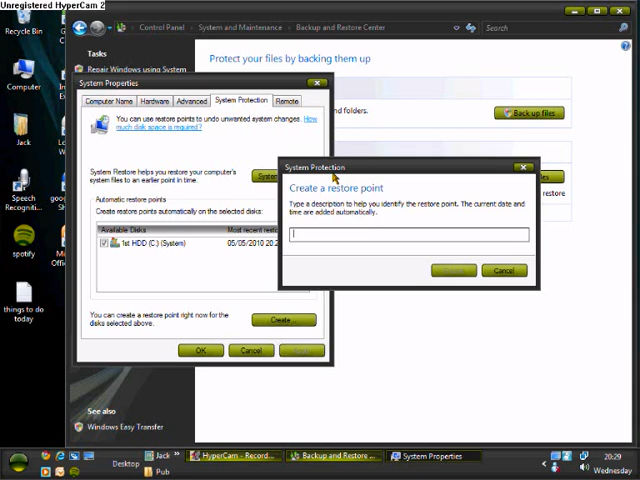 Unregistered HyperCam 2
Recycle Bin
Control Panel
System and Maintenance
Backup and Restore Center
Search
Tasks
Repair Windows using System
Protect your files by backing them up
Computer
System Properties
Computer Name
Hardware
Advanced
System Protection
Remote
nd folders.
Back up files
You can use restore points to undo unwanted system changes. How
much disk space is required?
Jack
System Restore helps you restore your computer's
system files to an earlier point in time.
System
files
restore
System Protection
Create a restore point
Type a description to help you identify the restore point. The current date and
time are added automatically.
Cancel
Speech
Recogniti...
Automatic restore points
Create restore points automatically on the selected disks:
Available Disks
Most recent resto
1st HDD (C:) (System)
05/05/2010 20:2
spotify
You can create a restore point right now for the
disks selected above.
Create...
things to do
today
OK
Cancel
See also
Windows Easy Transfer
Desktop
Jack
Pub
HyperCam - Record...
Backup and Restore ...
System Properties
20:29
Wednesday